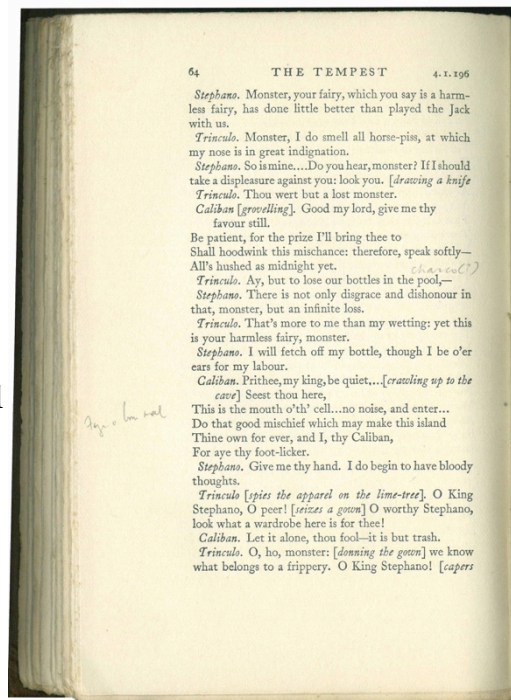 64 THE TEMPEST 4.1.196
Stephano. Monster, your fairy, which you say is a harm-
less fairy, has done little better than played the Jack
with us.
Trinculo. Monster, I do smell all horse-piss, at which
my nose is in great indignation.
Stephano. So is mine....Do you hear, monster? If I should
take a displeasure against you: look you. [drawing a knife
Trinculo. Thou wert but a lost monster.
Caliban [grovelling]. Good my lord, give me thy
favour still.
Be patient, for the prize I'll bring thee to
Shall hoodwink this mischance: therefore, speak softly—
All's hushed as midnight yet.
Trinculo. Ay, but to lose our bottles in the pool,—
Stephano. There is not only disgrace and dishonour in
that, monster, but an infinite loss.
Trinculo. That's more to me than my wetting: yet this
is your harmless fairy, monster.
Stephano. I will fetch off my bottle, though I be o'er
ears for my labour.
Caliban. Prithee, my king, be quiet....[crawling up to the
cave] Seest thou here,
This is the mouth o'th' cell...no noise, and enter...
Do that good mischief which may make this island
Thine own for ever, and I, thy Caliban,
For aye thy foot-licker.
Stephano. Give me thy hand. I do begin to have bloody
thoughts.
Trinculo [spies the apparel on the lime-tree]. O King
Stephano, O peer! [seizes a gown] O worthy Stephano,
look what a wardrobe here is for thee!
Caliban. Let it alone, thou fool—it is but trash.
Trinculo. O, ho, monster: [donning the gown] we know
what belongs to a frippery. O King Stephano! [capers